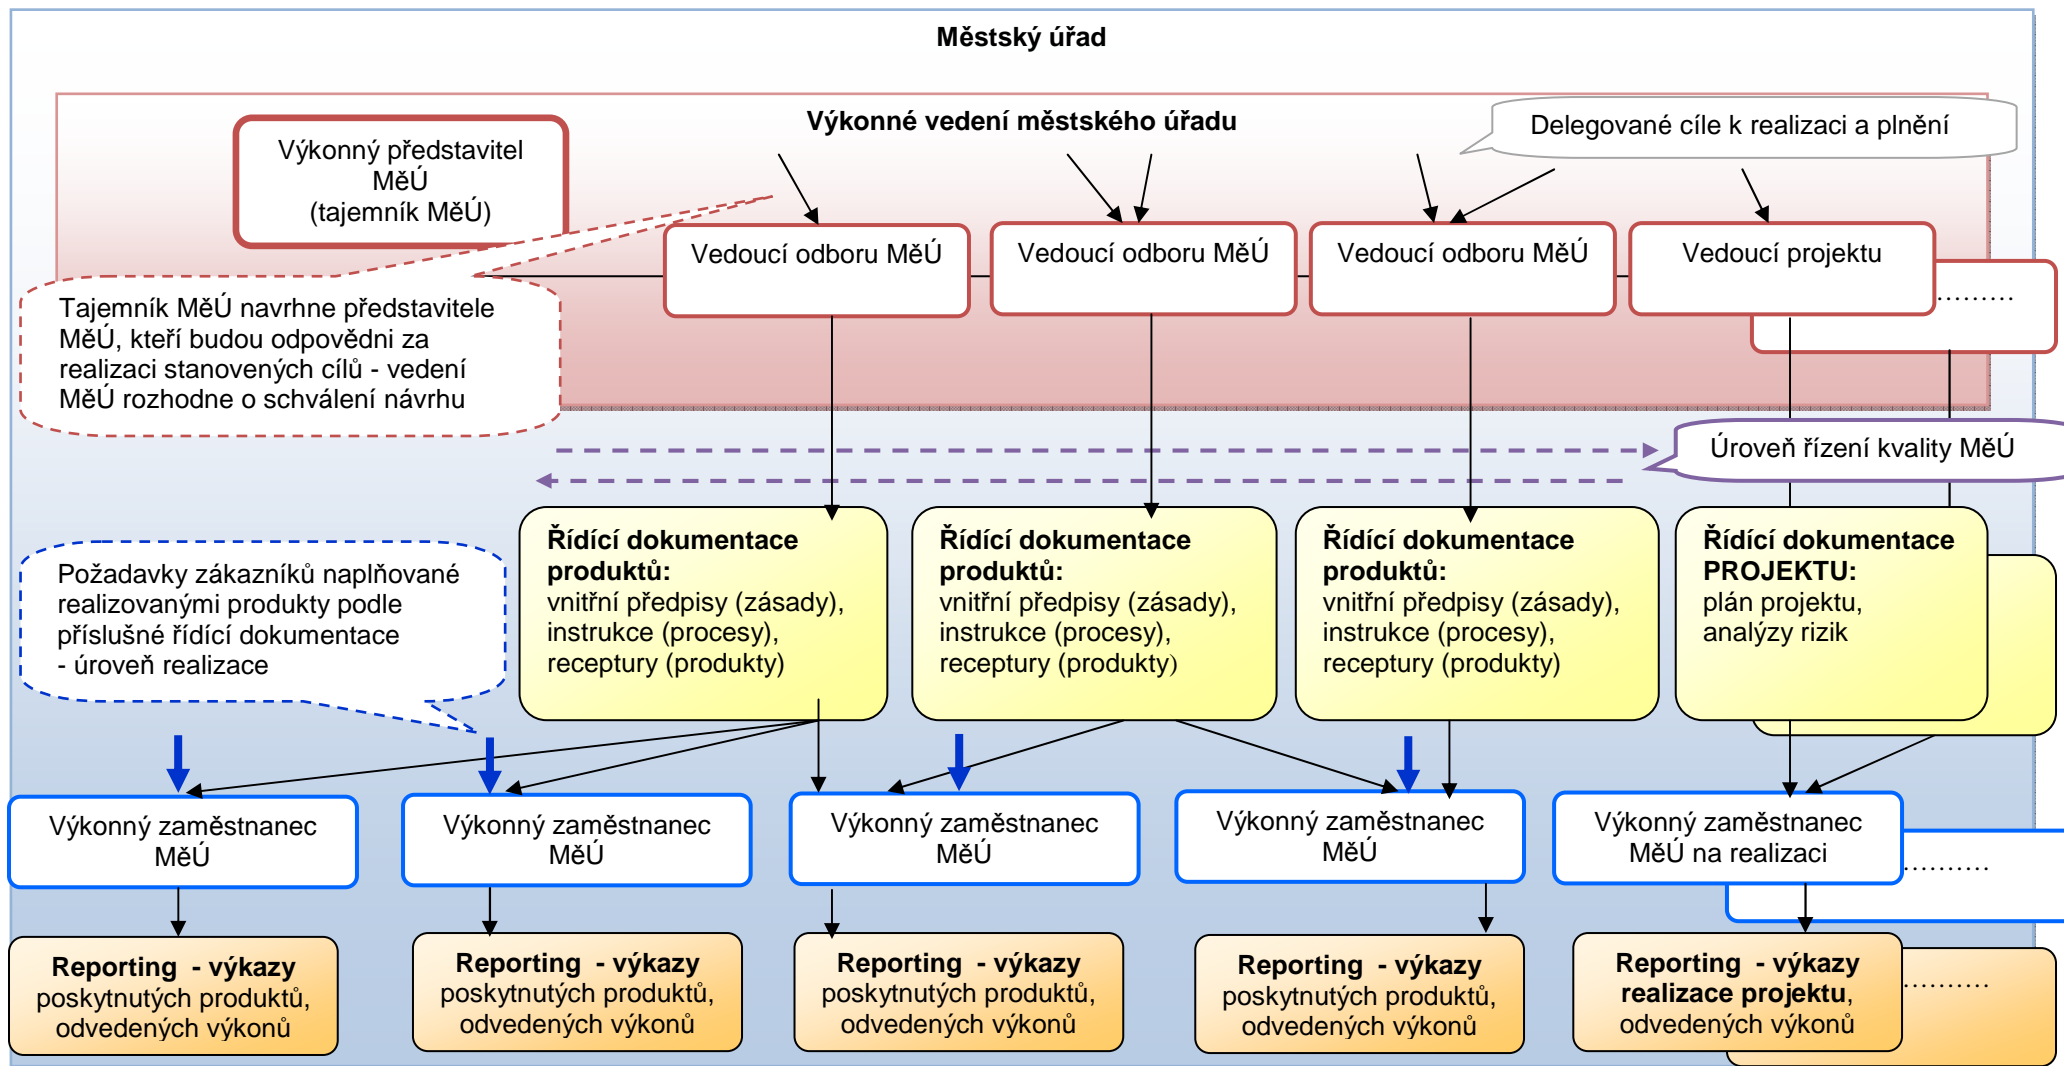 Městský úřad
Výkonné vedení městského úřadu
Delegované cíle k realizaci a plnění
Výkonný představitel
MěÚ
(tajemník MěÚ)
Vedoucí odboru MěÚ
Vedoucí odboru MěÚ
Vedoucí odboru MěÚ
Vedoucí projektu
.........
Tajemník MěÚ navrhne představitele
MěÚ, kteří budou odpovědni za
realizaci stanovených cílů - vedení
MěÚ rozhodne o schválení návrhu
Úroveň řízení kvality MěÚ
Požadavky zákazníků naplňované
realizovanými produkty podle
příslušné řídící dokumentace
- úroveň realizace
Řídící dokumentace
produktů:
vnitřní předpisy (zásady),
instrukce (procesy),
receptury (produkty)
Řídící dokumentace
produktů:
vnitřní předpisy (zásady),
instrukce (procesy),
receptury (produkty)
Řídící dokumentace
produktů:
vnitřní předpisy (zásady),
instrukce (procesy),
receptury (produkty)
Řídící dokumentace
PROJEKTU:
plán projektu,
analýzy rizik
Výkonný zaměstnanec
MěÚ
Výkonný zaměstnanec
MěÚ
Výkonný zaměstnanec
MěÚ
Výkonný zaměstnanec
MěÚ
Výkonný zaměstnanec
MěÚ na realizaci
..........
Reporting - výkazy
poskytnutých produktů,
odvedených výkonů
Reporting - výkazy
poskytnutých produktů,
odvedených výkonů
Reporting - výkazy
poskytnutých produktů,
odvedených výkonů
Reporting - výkazy
poskytnutých produktů,
odvedených výkonů
Reporting - výkazy
realizace projektu,
odvedených výkonů
..........